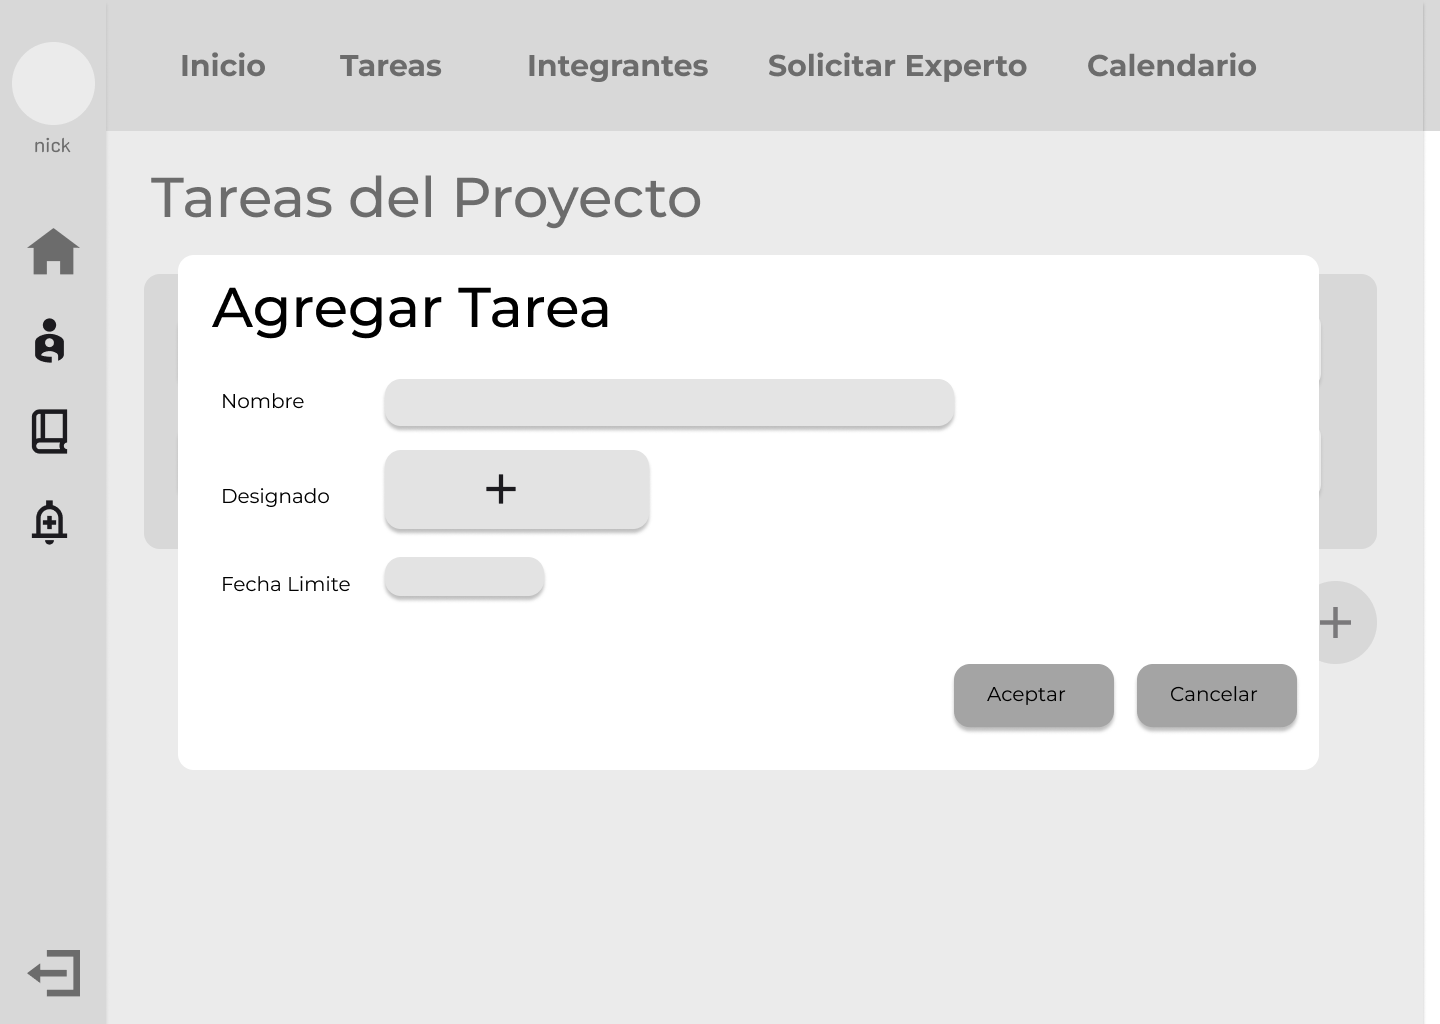 Inicio
Tareas
Integrantes
Solicitar Experto
Calendario
nick
Tareas del Proyecto
Agregar Tarea
Nombre
Designado
Fecha Limite
Aceptar
Cancelar